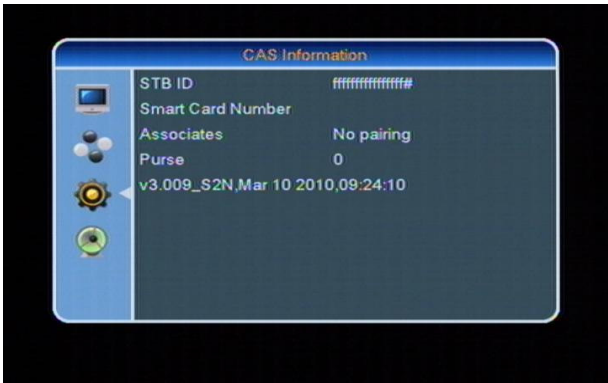 CAS Information
STB ID ffffffffffffffff#
Smart Card Number
Associates No pairing
Purse 0
v3.009_S2N,Mar 10 2010,09:24:10